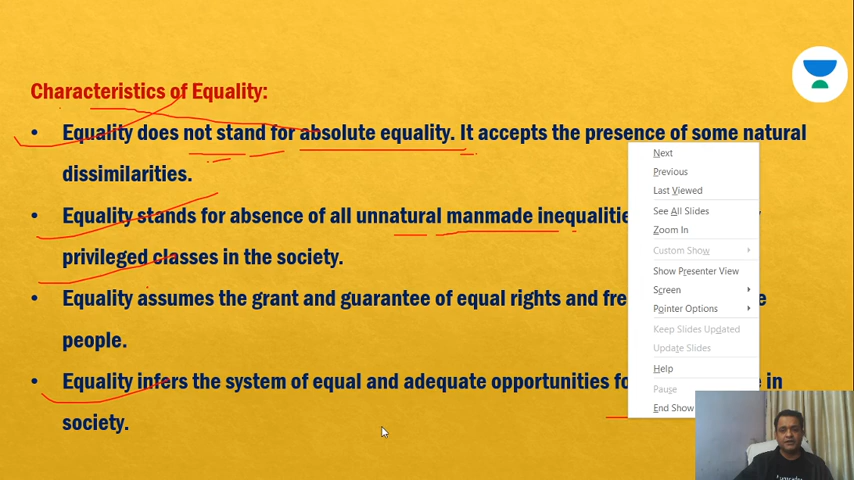 Characteristics of Equality:
• Equality does not stand for absolute equality. It accepts the presence of some natural
dissimilarities.
• Equality stands for absence of all unnatural manmade
privileged classes in the society.
• Equality assumes the grant and guarantee of equal rights and
people.
• Equality infers the system of equal and adequate opportunities in
society.
Next
Previous
Last Viewed
See All Slides
Zoom In
Custom Show
Show Presenter View
Screen
Pointer Options
Keep Slides Updated
Update Slides
Help
Pause
End Show